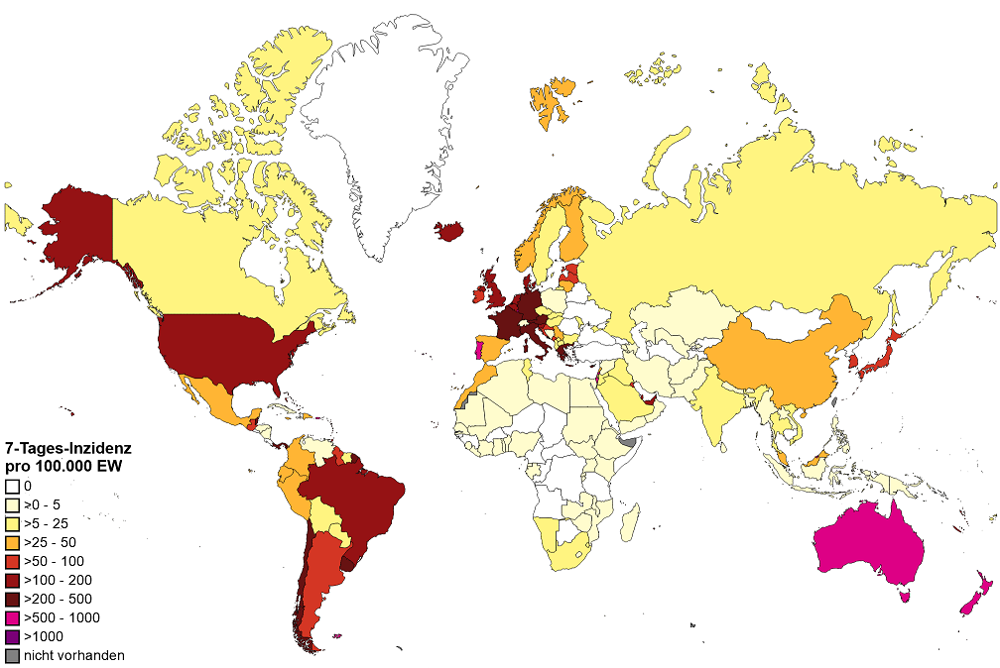 7-Tages-Inzidenz
pro 100.000 EW
0
>0 - 5
>5 - 25
>25 - 50
>50 - 100
>100 - 200
>200 - 500
>500 - 1000
>1000
nicht vorhanden